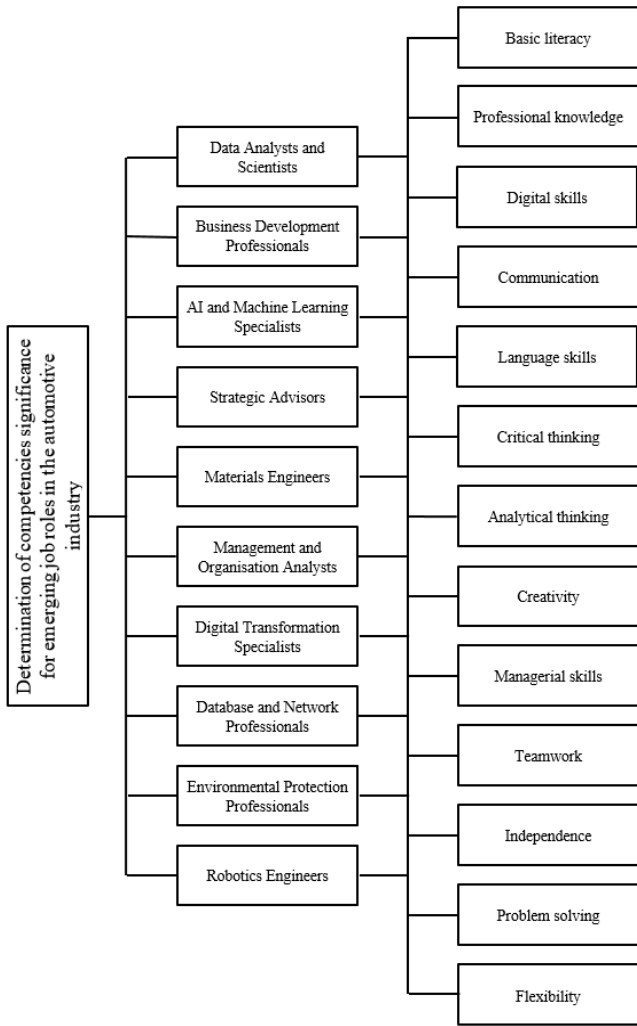 Determination of competencies significance
for emerging job roles in the automotive
industry
Data Analysts and
Scientists
Business Development
Professionals
AI and Machine Learning
Specialists
Strategic Advisors
Materials Engineers
Management and
Organisation Analysts
Digital Transformation
Specialists
Database and Network
Professionals
Environmental Protection
Professionals
Robotics Engineers
Basic literacy
Professional knowledge
Digital skills
Communication
Language skills
Critical thinking
Analytical thinking
Creativity
Managerial skills
Teamwork
Independence
Problem solving
Flexibility